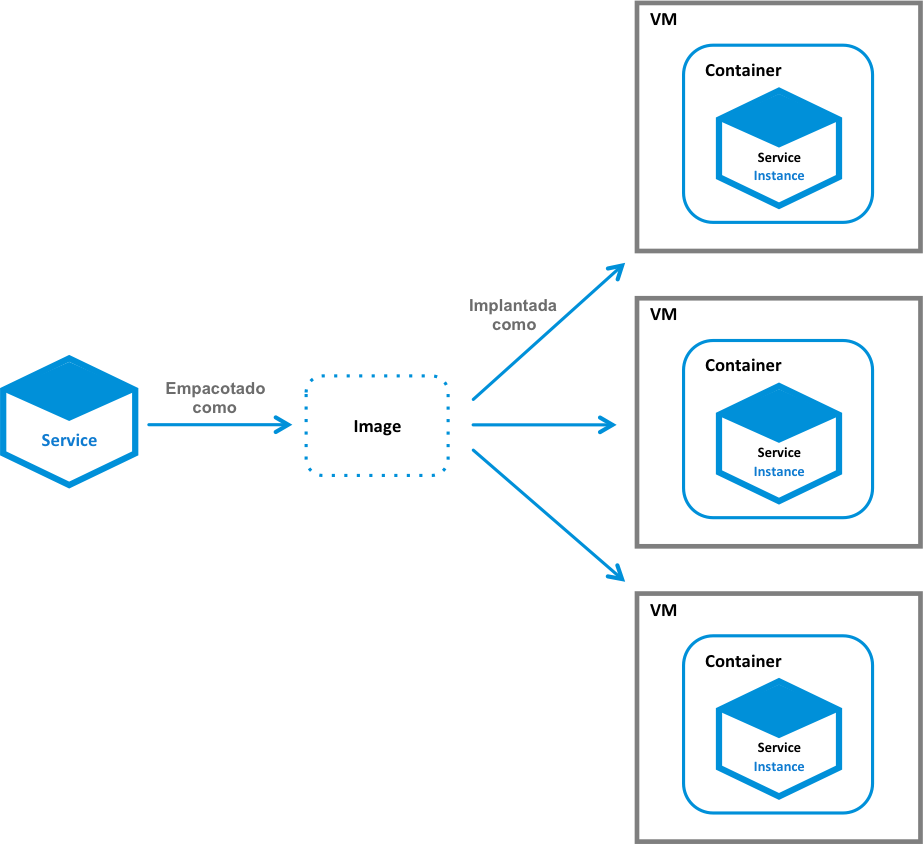 Service
Empacotado
como
Image
Implantada
como
VM
Container
Service
Instance
VM
Container
Service
Instance
VM
Container
Service
Instance